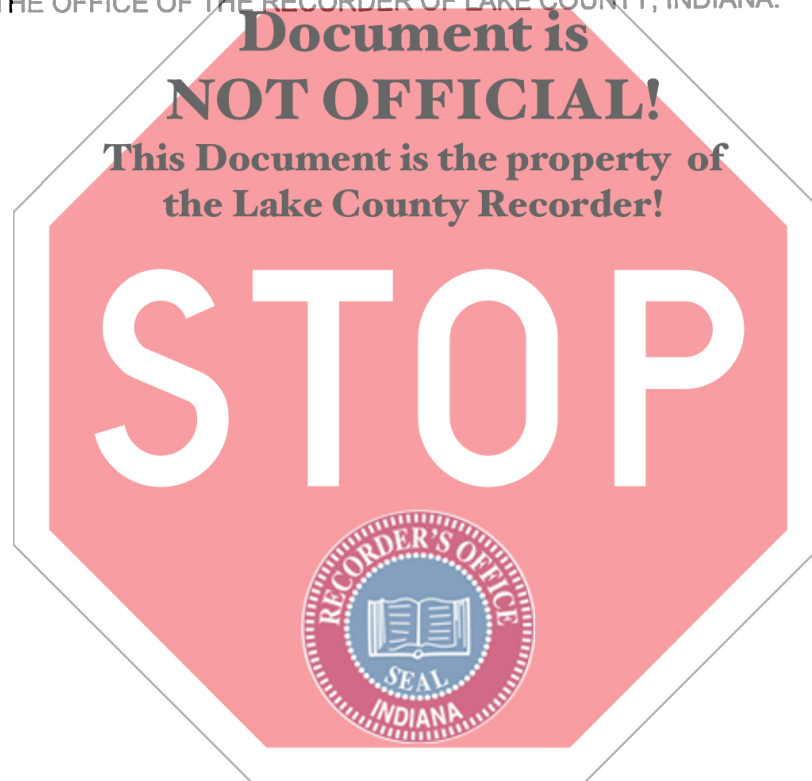 THE OFFICE OF THE RECORDER OF LAKE COUNTY, INDIANA.
Document is
NOT OFFICIAL!
This Document is the property of
the Lake County Recorder!
STOP
RECORDER'S OFFICE
SEAL
INDIANA